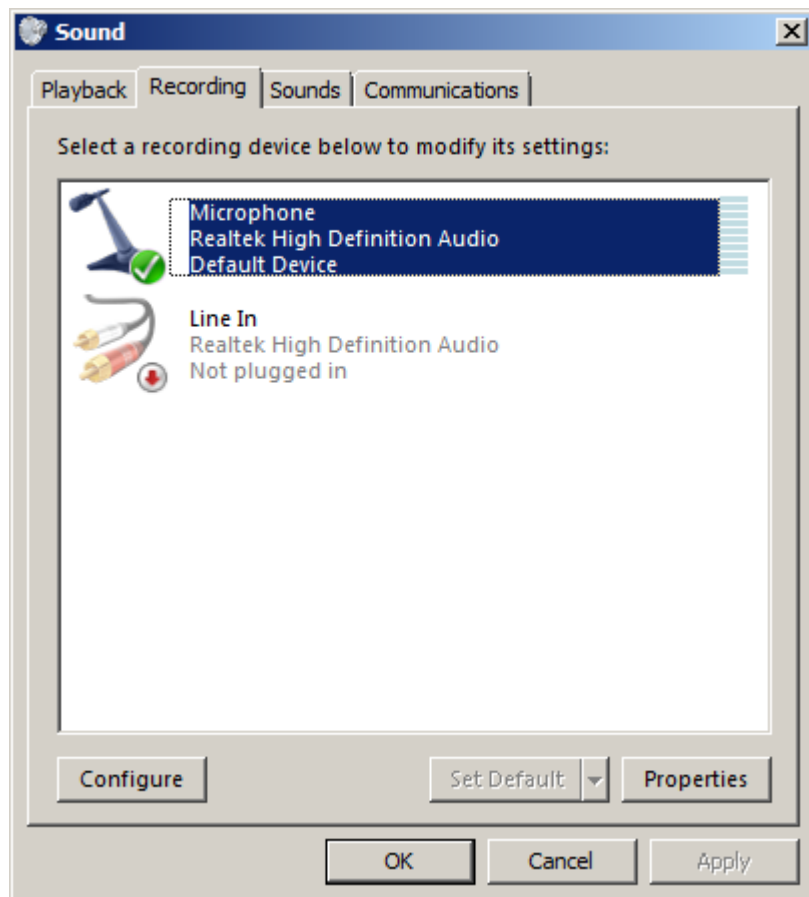 Sound
Playback Recording Sounds Communications
Select a recording device below to modify its settings:
Microphone
Realtek High Definition Audio
Default Device
Line In
Realtek High Definition Audio
Not plugged in
Configure Set Default Properties
OK Cancel Apply